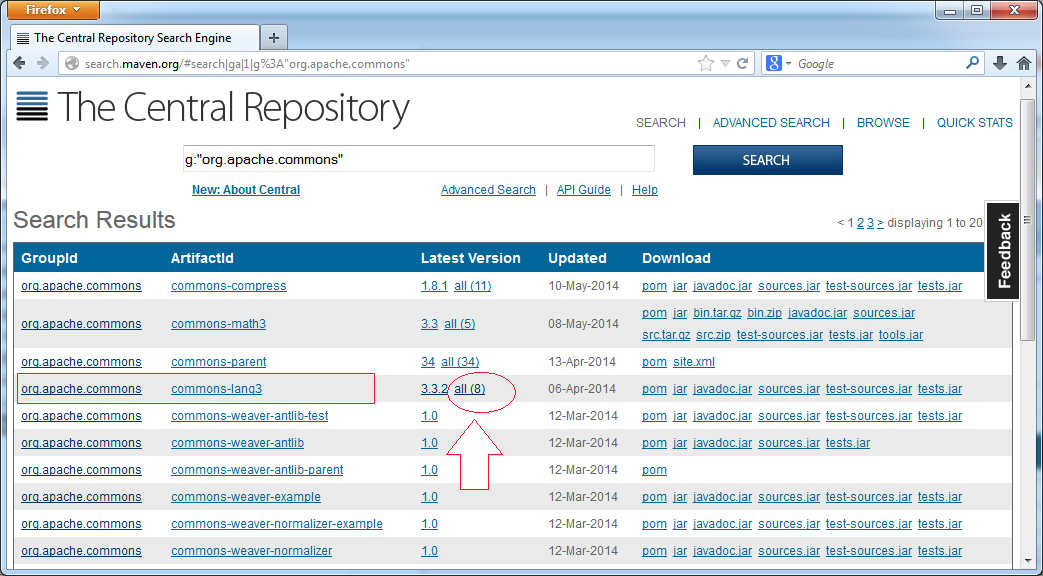 Firefox
The Central Repository Search Engine
search.maven.org/#search|ga|1|g%3A"org.apache.commons"
Google
The Central Repository
SEARCH | ADVANCED SEARCH | BROWSE | QUICK STATS
g:"org.apache.commons"
SEARCH
New: About Central
Advanced Search | API Guide | Help
Search Results
< 1 2 3 > displaying 1 to 20
Feedback
GroupId ArtifactId Latest Version Updated Download
org.apache.commons commons-compress 1.8.1 all (11) 10-May-2014 pom jar javadoc.jar sources.jar test-sources.jar tests.jar
org.apache.commons commons-math3 3.3 all (5) 08-May-2014 pom jar bin.tar.gz bin.zip javadoc.jar sources.jar
src.tar.gz src.zip test-sources.jar tests.jar tools.jar
org.apache.commons commons-parent 34 all (34) 13-Apr-2014 pom site.xml
org.apache.commons commons-lang3 3.3.2 all (8) 06-Apr-2014 pom jar javadoc.jar sources.jar test-sources.jar tests.jar
org.apache.commons commons-weaver-antlib-test 1.0 12-Mar-2014 pom jar javadoc.jar sources.jar test-sources.jar tests.jar
org.apache.commons commons-weaver-antlib 1.0 12-Mar-2014 pom jar javadoc.jar sources.jar tests.jar
org.apache.commons commons-weaver-antlib-parent 1.0 12-Mar-2014 pom
org.apache.commons commons-weaver-example 1.0 12-Mar-2014 pom jar javadoc.jar sources.jar test-sources.jar tests.jar
org.apache.commons commons-weaver-normalizer-example 1.0 12-Mar-2014 pom jar javadoc.jar sources.jar test-sources.jar tests.jar
org.apache.commons commons-weaver-normalizer 1.0 12-Mar-2014 pom jar javadoc.jar sources.jar test-sources.jar tests.jar